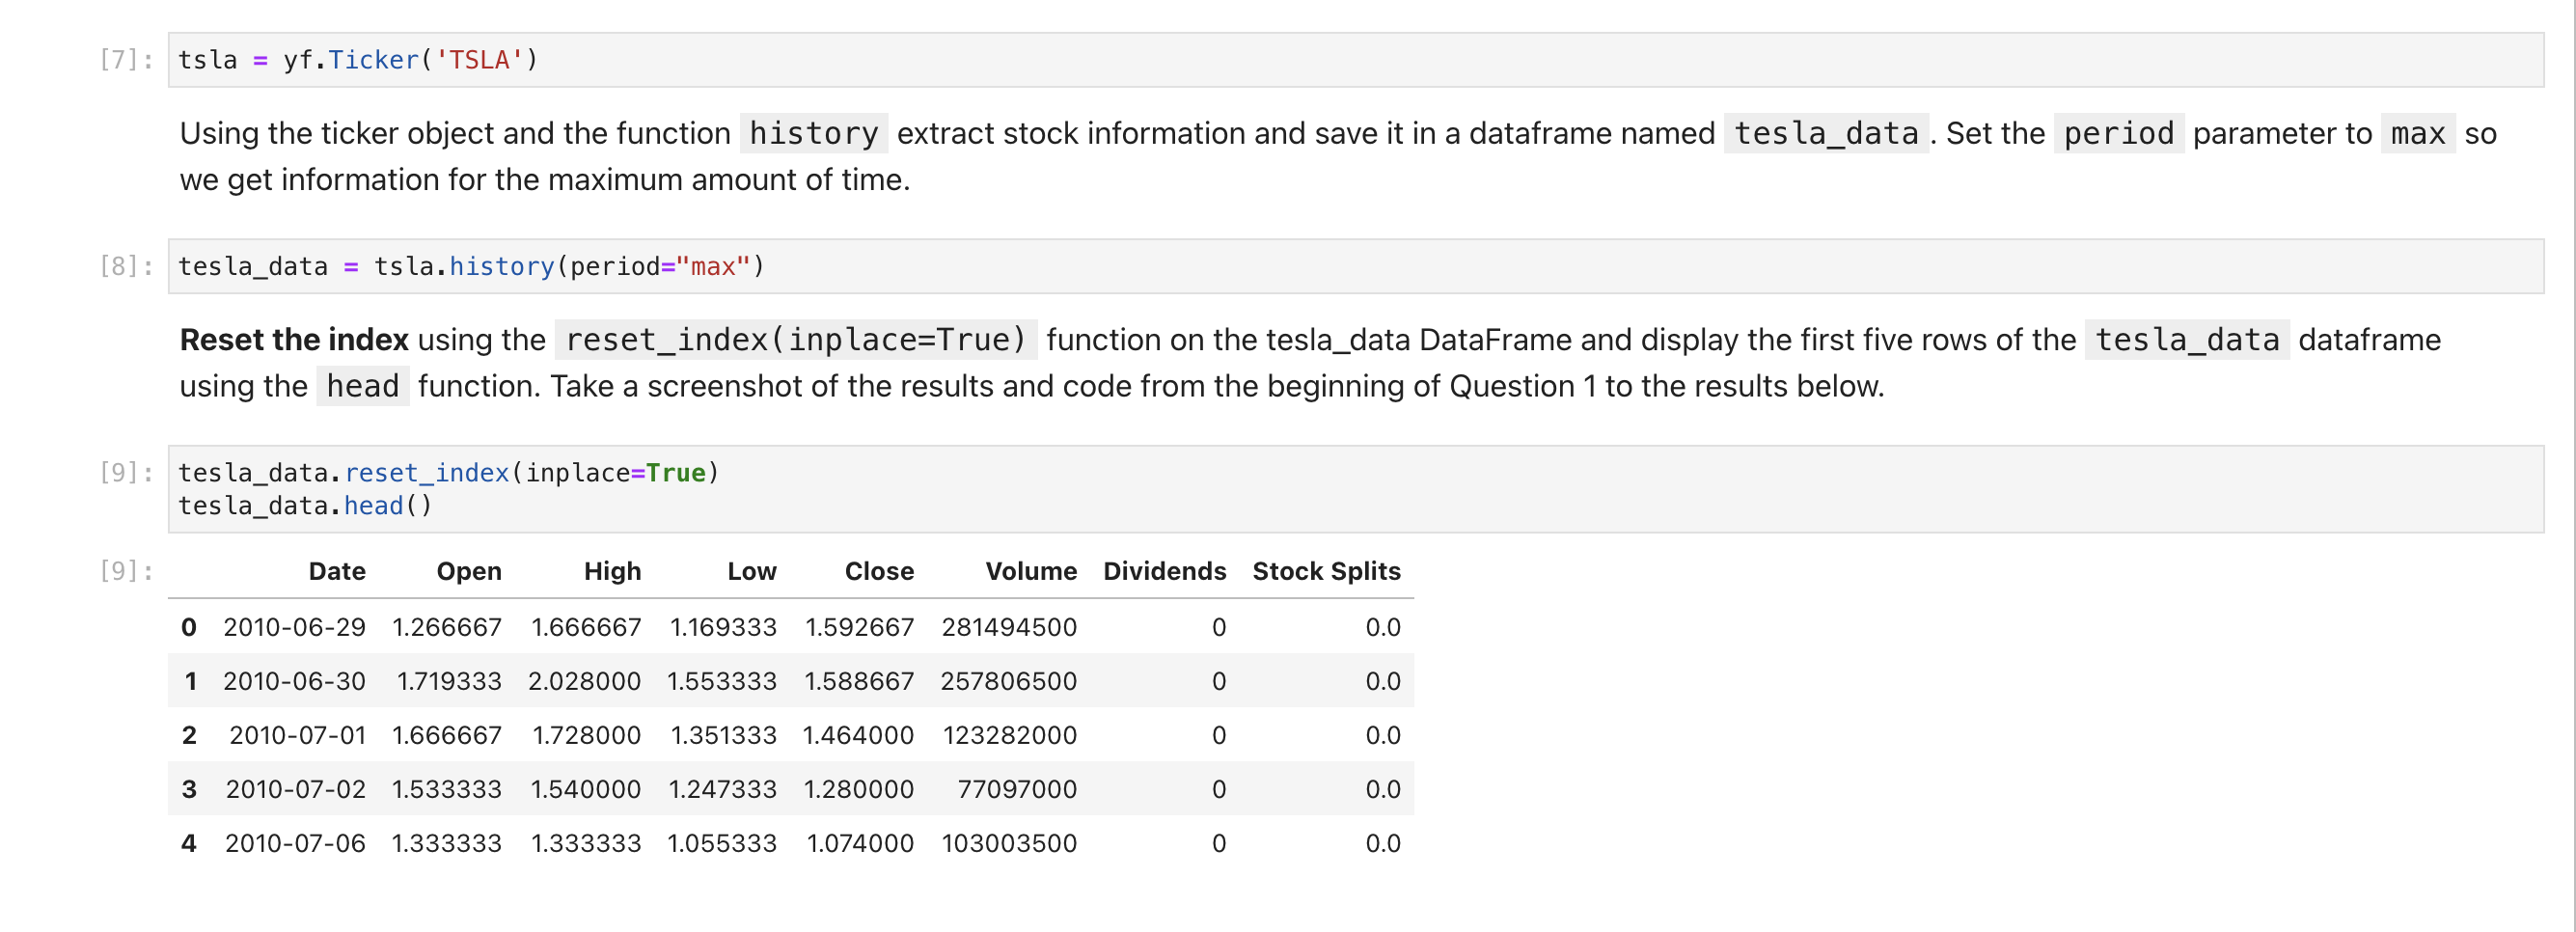 [7]: tsla = yf.Ticker('TSLA')
Using the ticker object and the function history extract stock information and save it in a dataframe named tesla_data. Set the period parameter to max so
we get information for the maximum amount of time.
[8]: tesla_data = tsla.history(period="max")
Reset the index using the reset_index(inplace=True) function on the tesla_data DataFrame and display the first five rows of the tesla_data dataframe
using the head function. Take a screenshot of the results and code from the beginning of Question 1 to the results below.
[9]: tesla_data.reset_index(inplace=True)
tesla_data.head()
[9]: Date Open High Low Close Volume Dividends Stock Splits
0 2010-06-29 1.266667 1.666667 1.169333 1.592667 281494500 0 0.0
1 2010-06-30 1.719333 2.028000 1.553333 1.588667 257806500 0 0.0
2 2010-07-01 1.666667 1.728000 1.351333 1.464000 123282000 0 0.0
3 2010-07-02 1.533333 1.540000 1.247333 1.280000 77097000 0 0.0
4 2010-07-06 1.333333 1.333333 1.055333 1.074000 103003500 0 0.0